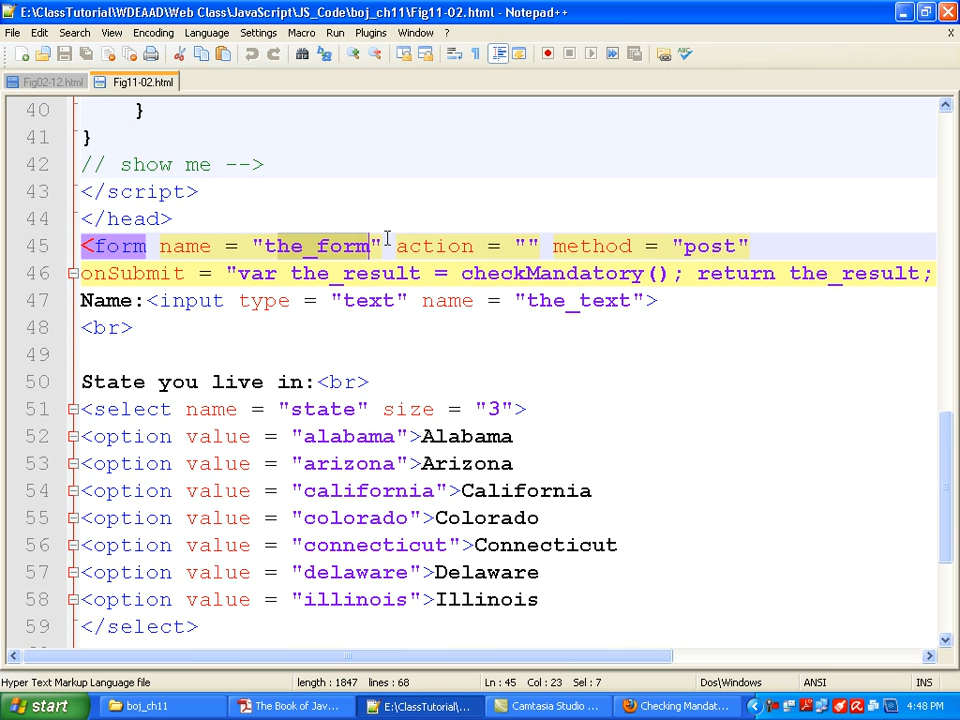 E:\ClassTutorial\WDEAAD\Web Class\JavaScript\JS_Code\boj_ch11\Fig11-02.html - Notepad++
File Edit Search View Encoding Language Settings Macro Run Plugins Window ? X
Fig02-12.html Fig11-02.html
40 }
41 }
42 // show me -->
43 </script>
44 </head>
45 <form name = "the_form" action = "" method = "post"
46 onSubmit = "var the_result = checkMandatory(); return the_result;
47 Name:<input type = "text" name = "the_text">
48 <br>
49
50 State you live in:<br>
51 <select name = "state" size = "3">
52 <option value = "alabama">Alabama
53 <option value = "arizona">Arizona
54 <option value = "california">California
55 <option value = "colorado">Colorado
56 <option value = "connecticut">Connecticut
57 <option value = "delaware">Delaware
58 <option value = "illinois">Illinois
59 </select>
Hyper Text Markup Language file length : 1847 lines : 68 Ln : 45 Col : 23 Sel : 7 Dos\Windows ANSI INS
start boj_ch11 The Book of Jav... E:\ClassTutorial\... Camtasia Studio ... Checking Mandat... 4:48 PM